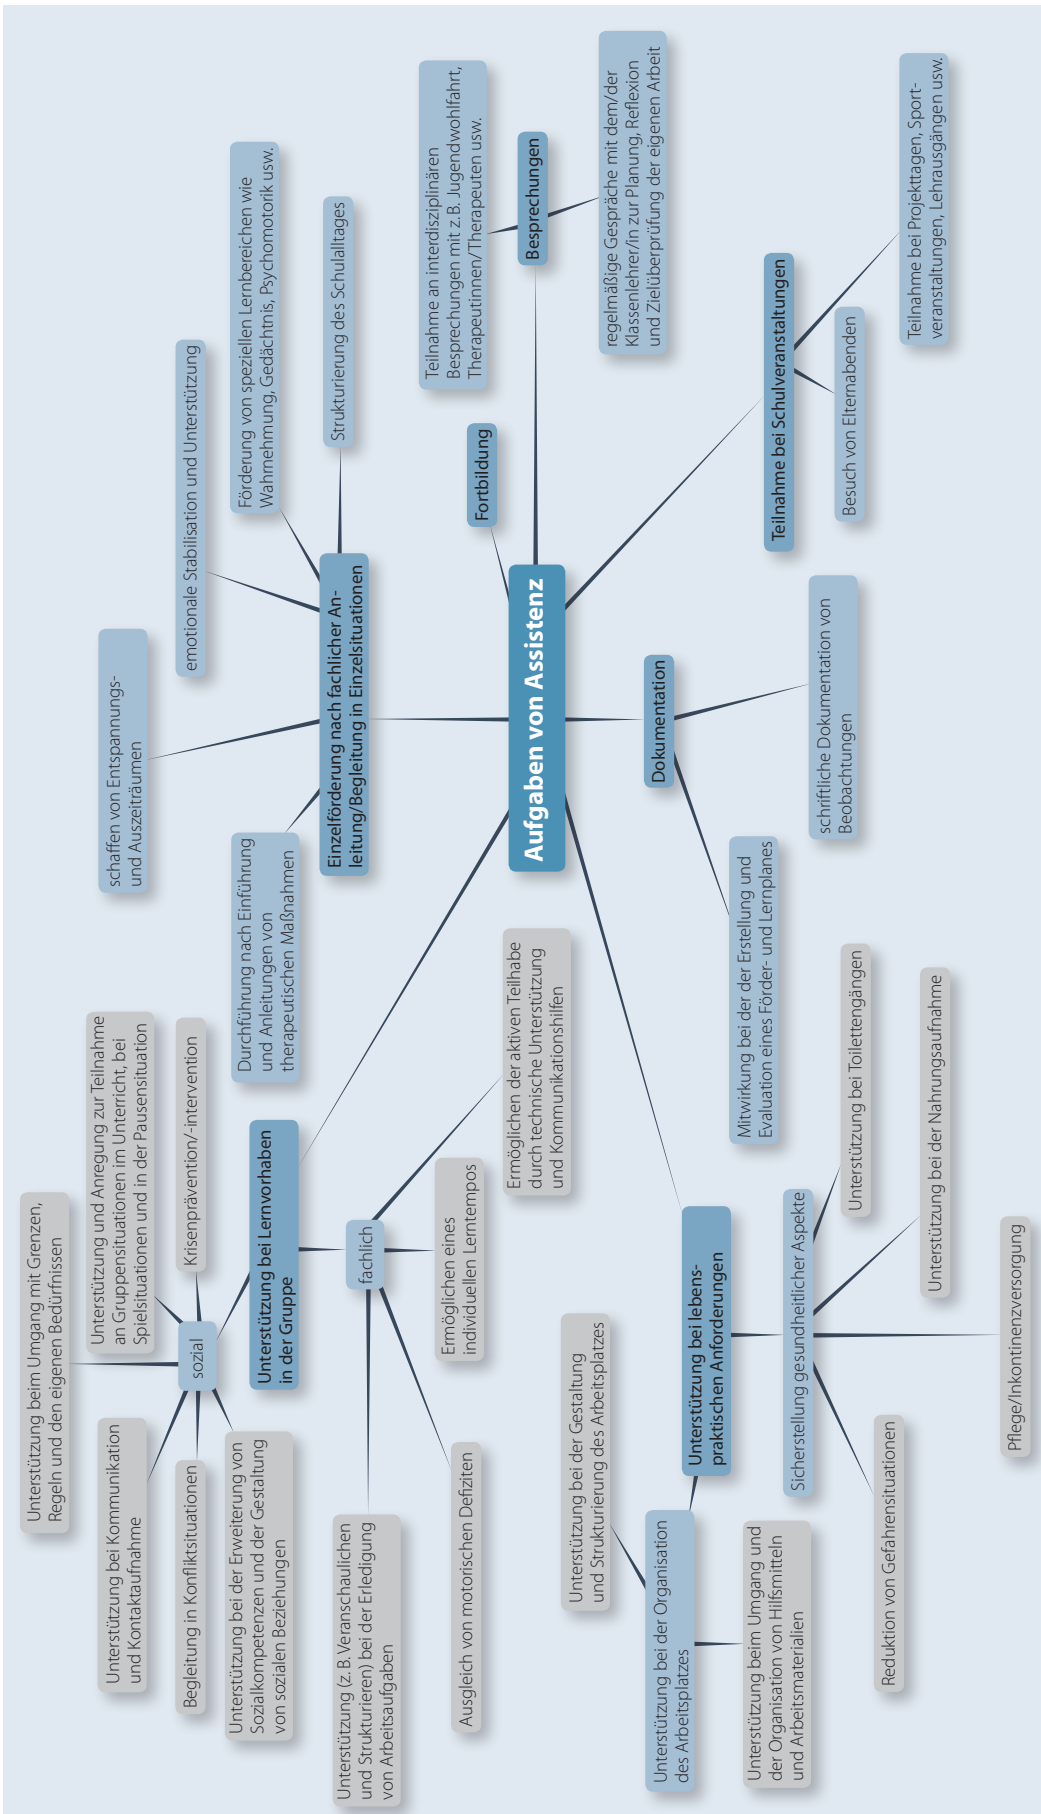 Unterstützung beim Umgang mit Grenzen,
Regeln und den eigenen Bedürfnissen
Unterstützung und Anregung zur Teilnahme
an Gruppensituationen im Unterricht, bei
Spielsituationen und in der Pausensituation
Krisenprävention/-intervention
Unterstützung bei Kommunikation
und Kontaktaufnahme
Begleitung in Konfliktsituationen
Unterstützung bei der Erweiterung von
Sozialkompetenzen und der Gestaltung
von sozialen Beziehungen
sozial
Unterstützung bei Lernvorhaben
in der Gruppe
fachlich
Unterstützung (z. B. Veranschaulichen
und Strukturieren) bei der Erledigung
von Arbeitsaufgaben
Ausgleich von motorischen Defiziten
Ermöglichen eines
individuellen Lerntempos
Ermöglichen der aktiven Teilhabe
durch technische Unterstützung
und Kommunikationshilfen
schaffen von Entspannungs-
und Auszeiträumen
emotionale Stabilisation und Unterstützung
Förderung von speziellen Lernbereichen wie
Wahrnehmung, Gedächtnis, Psychomotorik usw.
Strukturierung des Schulalltages
Durchführung nach Einführung
und Anleitungen von
therapeutischen Maßnahmen
Einzelförderung nach fachlicher An-
leitung/Begleitung in Einzelsituationen
Fortbildung
Teilnahme an interdisziplinären
Besprechungen mit z. B. Jugendwohlfahrt,
Therapeutinnen/Therapeuten usw.
Besprechungen
regelmäßige Gespräche mit dem/der
Klassenlehrer/in zur Planung, Reflexion
und Zielüberprüfung der eigenen Arbeit
Aufgaben von Assistenz
Unterstützung bei der Gestaltung
und Strukturierung des Arbeitsplatzes
Unterstützung bei der Organisation
des Arbeitsplatzes
Unterstützung beim Umgang und
der Organisation von Hilfsmitteln
und Arbeitsmaterialien
Unterstützung bei lebens-
praktischen Anforderungen
Sicherstellung gesundheitlicher Aspekte
Reduktion von Gefahrensituationen
Pflege/Inkontinenzversorgung
Unterstützung bei der Nahrungsaufnahme
Unterstützung bei Toilettengängen
Dokumentation
Mitwirkung bei der der Erstellung und
Evaluation eines Förder- und Lernplanes
schriftliche Dokumentation von
Beobachtungen
Teilnahme bei Schulveranstaltungen
Besuch von Elternabenden
Teilnahme bei Projekttagen, Sport-
veranstaltungen, Lehrausgängen usw.